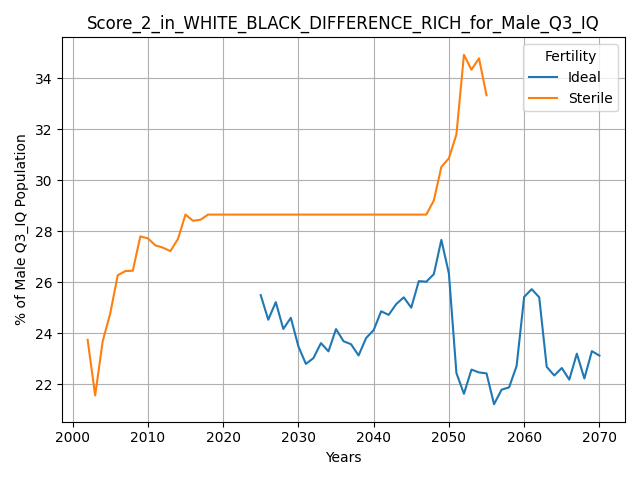 Score_2_in_WHITE_BLACK_DIFFERENCE_RICH_for_Male_Q3_IQ
% of Male Q3_IQ Population
34
32
30
28
26
24
22
Fertility
Ideal
Sterile
2000 2010 2020 2030 2040 2050 2060 2070
Years